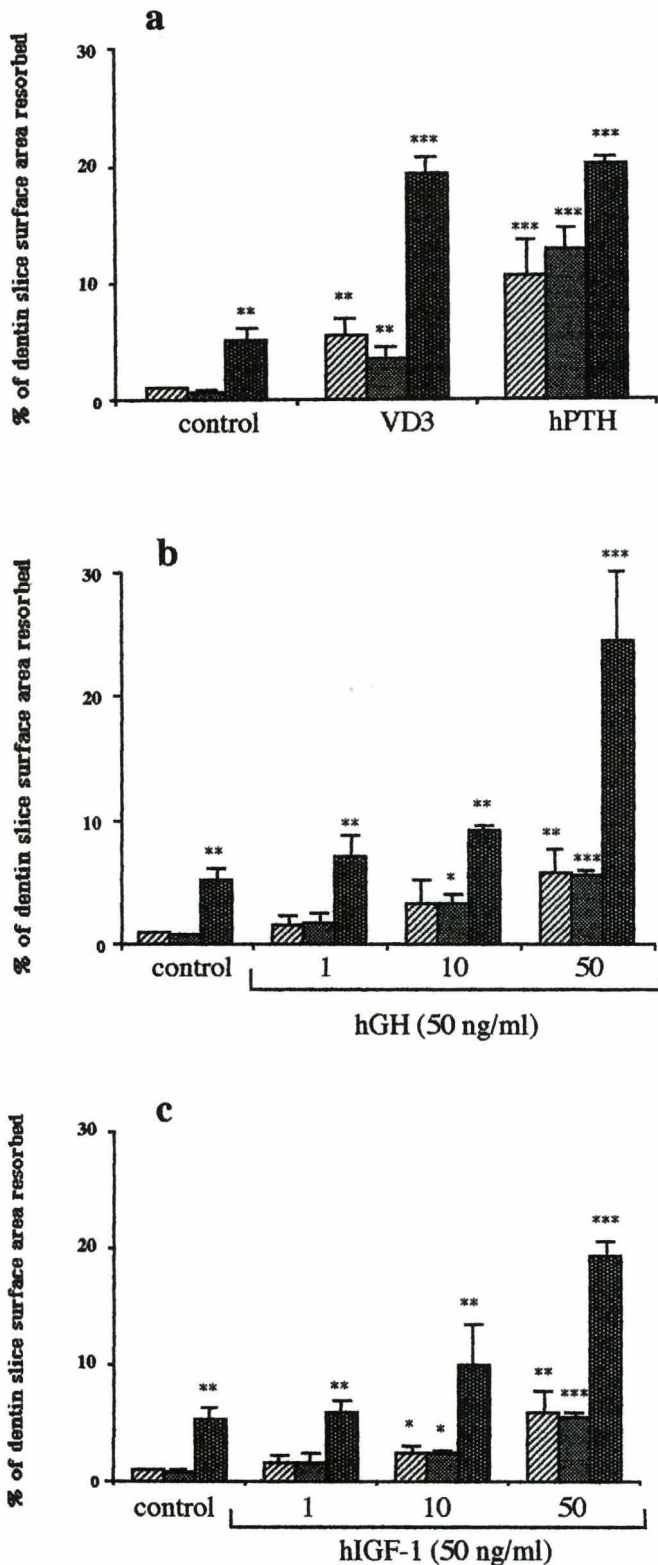 a
% of dentin slice surface area resorbed
30
20
10
0
** ** ** *** *** *** ***
control VD3 hPTH
b
% of dentin slice surface area resorbed
30
20
10
0
** ** * ** ** *** ***
control 1 10 50
hGH (50 ng/ml)
c
% of dentin slice surface area resorbed
30
20
10
0
** ** * * ** ** *** ***
control 1 10 50
hIGF-1 (50 ng/ml)